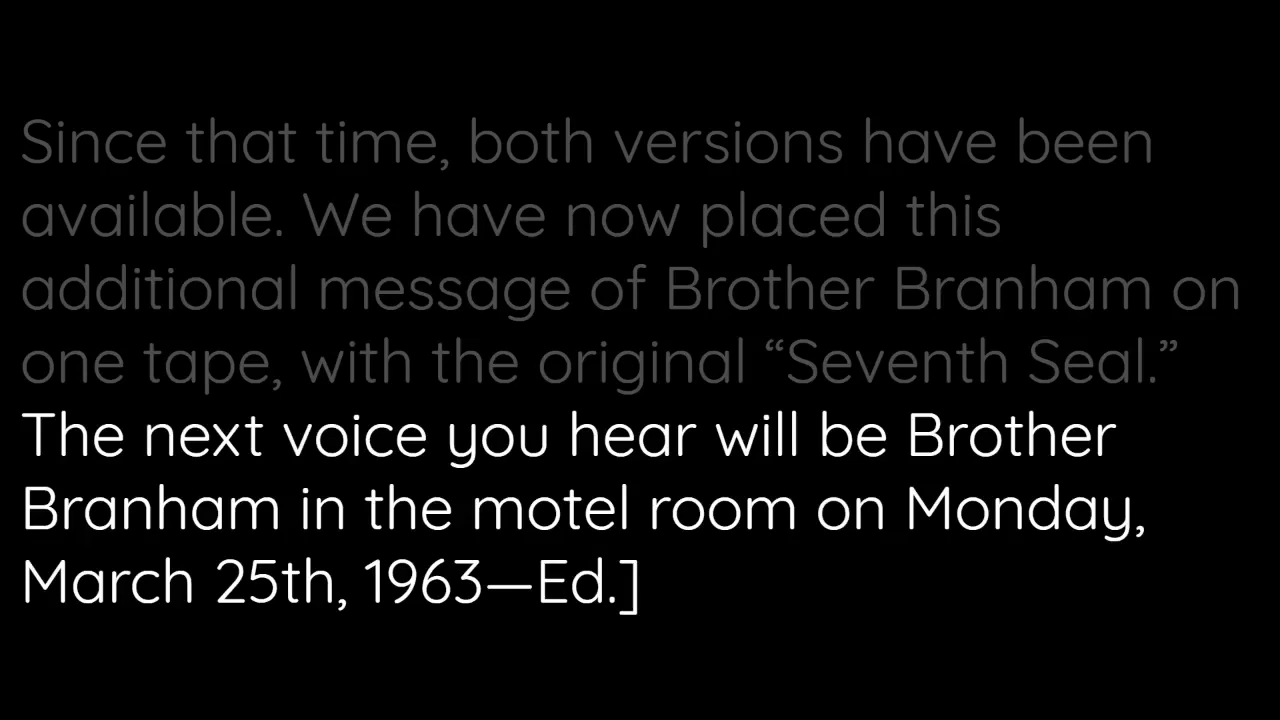 Since that time, both versions have been
available. We have now placed this
additional message of Brother Branham on
one tape, with the original “Seventh Seal.”
The next voice you hear will be Brother
Branham in the motel room on Monday,
March 25th, 1963—Ed.]